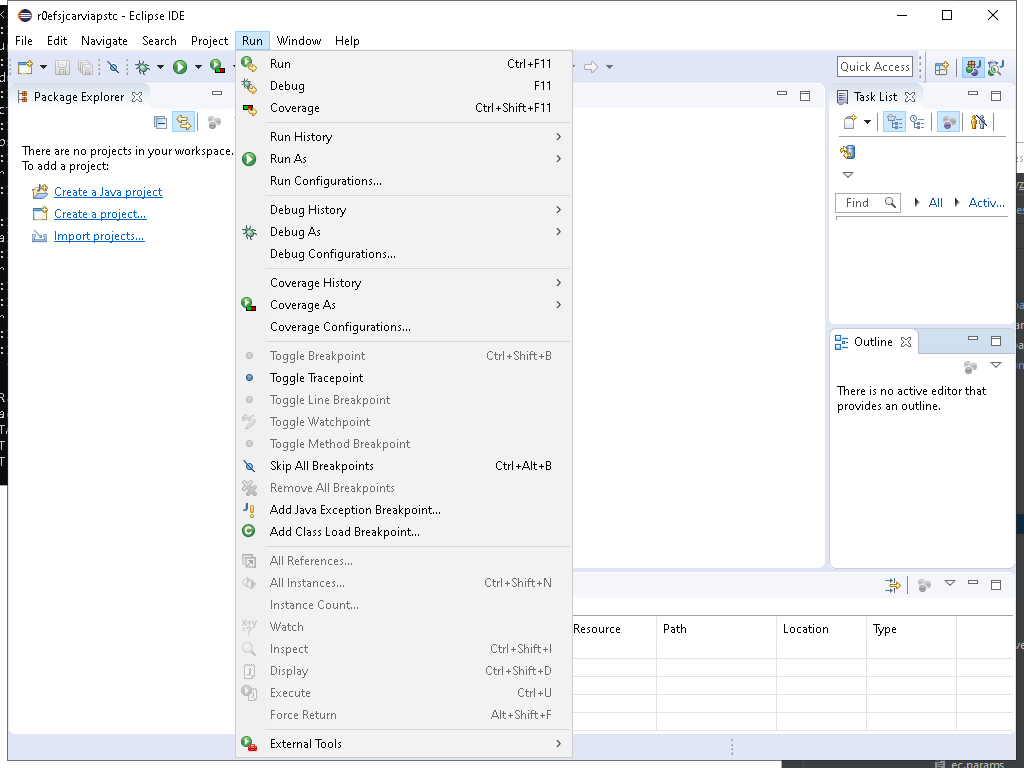 r0efsjcarviapstc - Eclipse IDE
File Edit Navigate Search Project Run Window Help
Quick Access
Package Explorer
There are no projects in your workspace.
To add a project:
Create a Java project
Create a project...
Import projects...
Run Ctrl+F11
Debug F11
Coverage Ctrl+Shift+F11
Run History
Run As
Run Configurations...
Debug History
Debug As
Debug Configurations...
Coverage History
Coverage As
Coverage Configurations...
Toggle Breakpoint Ctrl+Shift+B
Toggle Tracepoint
Toggle Line Breakpoint
Toggle Watchpoint
Toggle Method Breakpoint
Skip All Breakpoints Ctrl+Alt+B
Remove All Breakpoints
Add Java Exception Breakpoint...
Add Class Load Breakpoint...
All References...
All Instances... Ctrl+Shift+N
Instance Count...
Watch
Inspect Ctrl+Shift+I
Display Ctrl+Shift+D
Execute Ctrl+U
Force Return Alt+Shift+F
External Tools
Task List
Find All Activ...
Outline
There is no active editor that
provides an outline.
Resource Path Location Type
ec.params